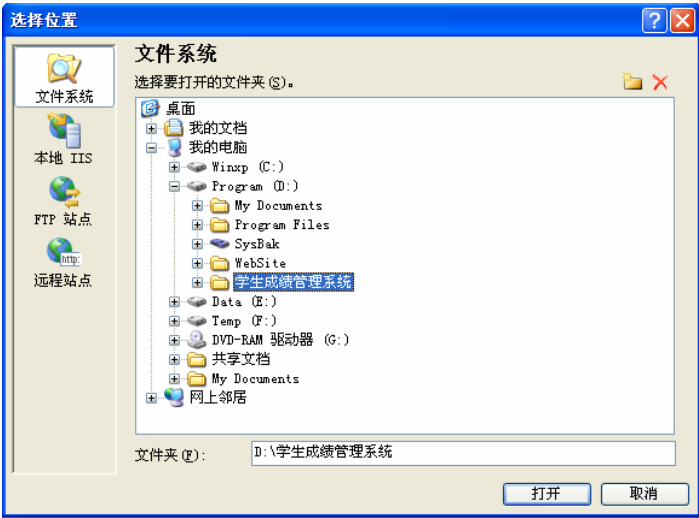 选择位置
文件系统
本地 IIS
FTP 站点
http:
远程站点
文件系统
选择要打开的文件夹(S)。
桌面
我的文档
我的电脑
Winxp (C:)
Program (D:)
My Documents
Program Files
SysBak
WebSite
学生成绩管理系统
Data (E:)
Temp (F:)
DVD-RAM 驱动器 (G:)
共享文档
My Documents
网上邻居
文件夹(F): D:\学生成绩管理系统
打开 取消